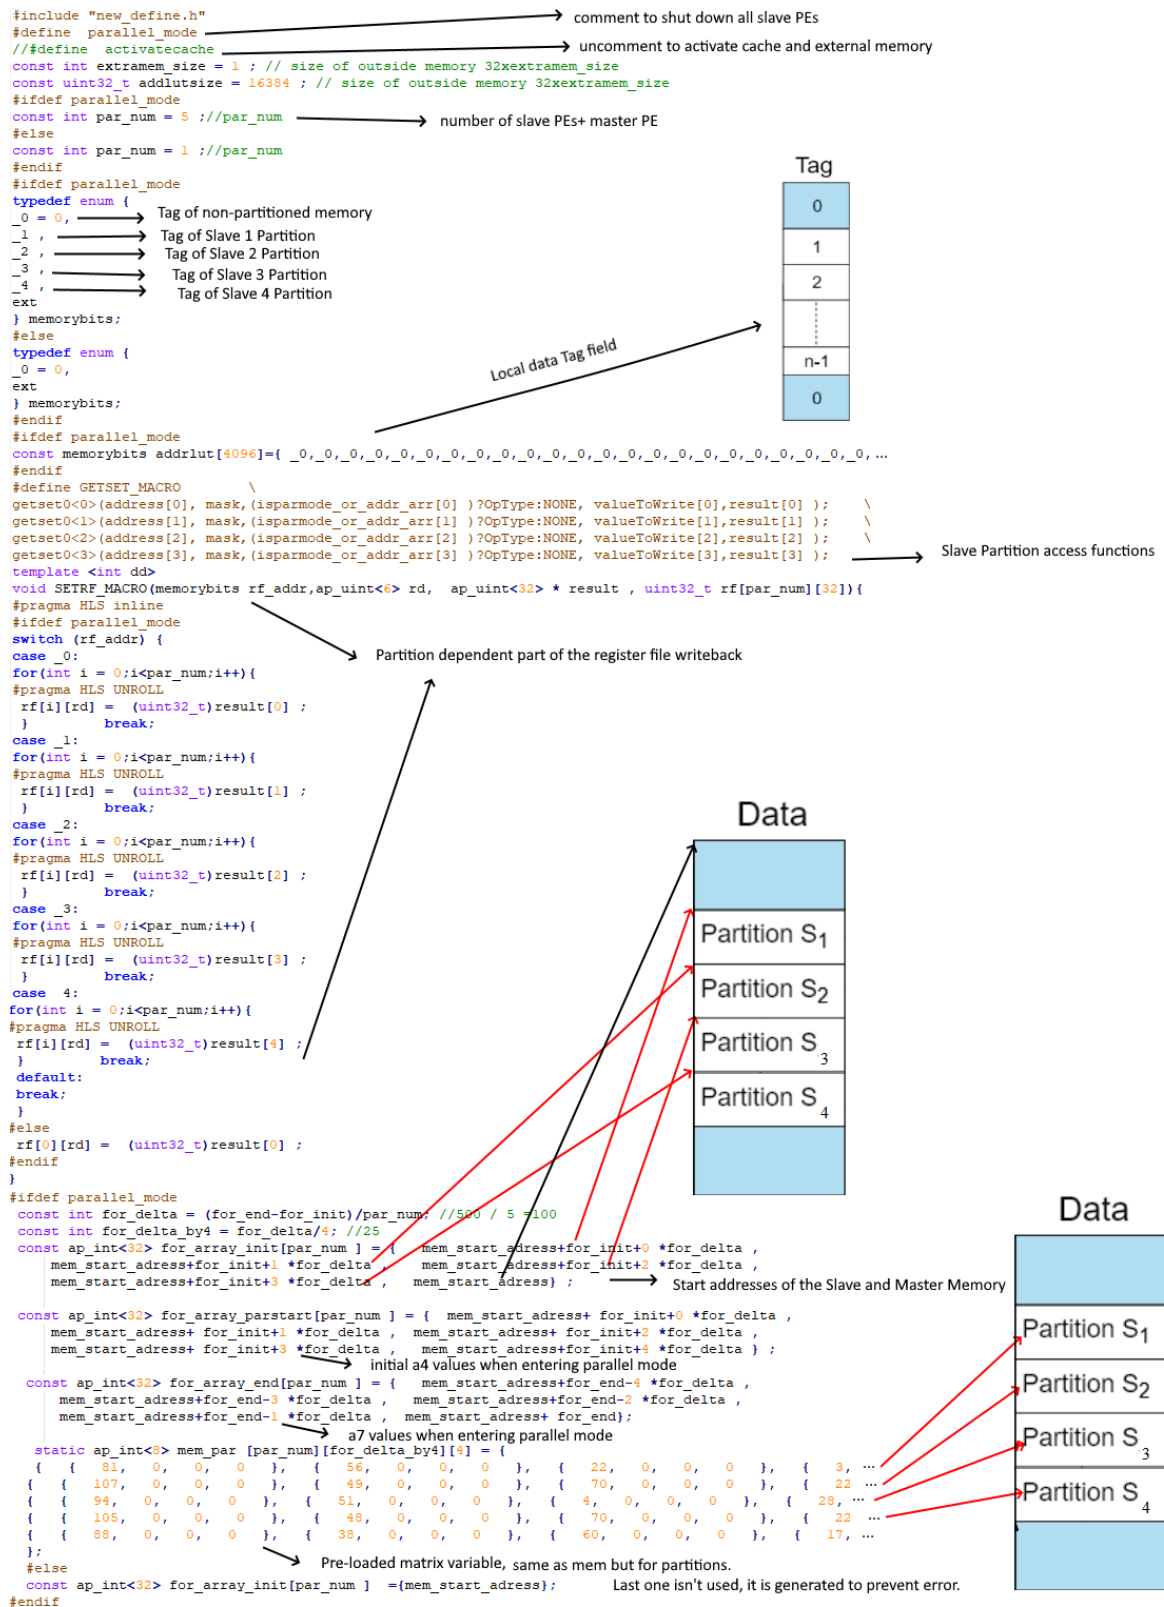 #include "new_define.h"
comment to shut down all slave PEs
#define  parallel_mode
//#define  activatecache
uncomment to activate cache and external memory
const int extramem_size = 1 ; // size of outside memory 32xextramem_size
const uint32_t addlutsize = 16384 ; // size of outside memory 32xextramem_size
#ifdef parallel_mode
const int par_num = 5 ;//par_num
number of slave PEs+ master PE
#else
const int par_num = 1 ;//par_num
#endif
#ifdef parallel_mode
typedef enum {
_0 = 0,
Tag of non-partitioned memory
_1 ,
Tag of Slave 1 Partition
_2 ,
Tag of Slave 2 Partition
_3 ,
Tag of Slave 3 Partition
_4 ,
Tag of Slave 4 Partition
ext
} memorybits;
#else
typedef enum {
_0 = 0,
ext
} memorybits;
#endif
Tag
0
1
2
n-1
0
Local data Tag field
#ifdef parallel_mode
const memorybits addrlut[4096]={ _0,_0,_0,_0,_0,_0,_0,_0,_0,_0,_0,_0,_0,_0,_0,_0,_0,_0,_0,_0,_0,_0, ...
#endif
#define GETSET_MACRO     \
getset0<0>(address[0], mask,(isparmode_or_addr_arr[0] )?OpType:NONE, valueToWrite[0],result[0] );    \
getset0<1>(address[1], mask,(isparmode_or_addr_arr[1] )?OpType:NONE, valueToWrite[1],result[1] );    \
getset0<2>(address[2], mask,(isparmode_or_addr_arr[2] )?OpType:NONE, valueToWrite[2],result[2] );    \
getset0<3>(address[3], mask,(isparmode_or_addr_arr[3] )?OpType:NONE, valueToWrite[3],result[3] );
Slave Partition access functions
template <int dd>
void SETRF_MACRO(memorybits rf_addr,ap_uint<6> rd,  ap_uint<32> * result , uint32_t rf[par_num][32]){
#pragma HLS inline
#ifdef parallel_mode
switch (rf_addr) {
Partition dependent part of the register file writeback
case _0:
for(int i = 0;i<par_num;i++){
#pragma HLS UNROLL
rf[i][rd] =  (uint32_t)result[0] ;
}        break;
case _1:
for(int i = 0;i<par_num;i++){
#pragma HLS UNROLL
rf[i][rd] =  (uint32_t)result[1] ;
}        break;
case _2:
for(int i = 0;i<par_num;i++){
#pragma HLS UNROLL
rf[i][rd] =  (uint32_t)result[2] ;
}        break;
case _3:
for(int i = 0;i<par_num;i++){
#pragma HLS UNROLL
rf[i][rd] =  (uint32_t)result[3] ;
}        break;
case _4:
for(int i = 0;i<par_num;i++){
#pragma HLS UNROLL
rf[i][rd] =  (uint32_t)result[4] ;
}        break;
default:
break;
}
#else
rf[0][rd] =  (uint32_t)result[0] ;
#endif
}
Data
Partition S1
Partition S2
Partition S3
Partition S4
#ifdef parallel_mode
const int for_delta = (for_end-for_init)/par_num; //500 / 5 =100
const int for_delta_by4 = for_delta/4; //25
const ap_int<32> for_array_init[par_num ] = {   mem_start_adress+for_init+0 *for_delta ,
mem_start_adress+for_init+1 *for_delta ,  mem_start_adress+for_init+2 *for_delta ,
mem_start_adress+for_init+3 *for_delta ,  mem_start_adress} ;
Start addresses of the Slave and Master Memory
const ap_int<32> for_array_parstart[par_num ] = {  mem_start_adress+ for_init+0 *for_delta ,
mem_start_adress+ for_init+1 *for_delta ,  mem_start_adress+ for_init+2 *for_delta ,
mem_start_adress+ for_init+3 *for_delta ,  mem_start_adress+ for_init+4 *for_delta } ;
initial a4 values when entering parallel mode
const ap_int<32> for_array_end[par_num ] = {   mem_start_adress+for_end-4 *for_delta ,
mem_start_adress+for_end-3 *for_delta ,   mem_start_adress+for_end-2 *for_delta ,
mem_start_adress+for_end-1 *for_delta ,  mem_start_adress+ for_end};
a7 values when entering parallel mode
static ap_int<8> mem_par [par_num][for_delta_by4][4] = {
{   {   81,   0,   0,   0   },   {   56,   0,   0,   0   },   {   22,   0,   0,   0   },   {   3, ...
{   {   107,   0,   0,   0   },   {   49,   0,   0,   0   },   {   70,   0,   0,   0   },   {   22 ...
{   {   94,   0,   0,   0   },   {   51,   0,   0,   0   },   {   4,   0,   0,   0   },   {   28, ...
{   {   105,   0,   0,   0   },   {   48,   0,   0,   0   },   {   70,   0,   0,   0   },   {   22 ...
{   {   88,   0,   0,   0   },   {   38,   0,   0,   0   },   {   60,   0,   0,   0   },   {   17, ...
};
Pre-loaded matrix variable, same as mem but for partitions.
#else
const ap_int<32> for_array_init[par_num ]  ={mem_start_adress};
Last one isn't used, it is generated to prevent error.
#endif
Data
Partition S1
Partition S2
Partition S3
Partition S4